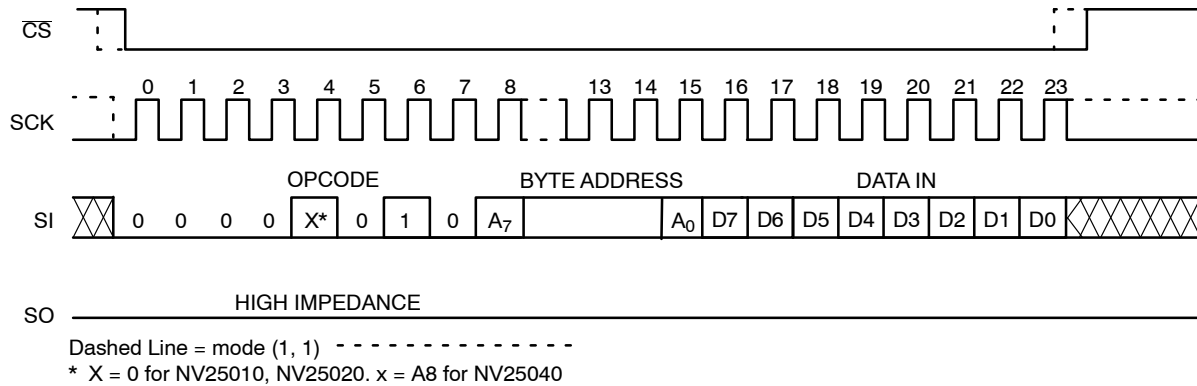 CS
0 1 2 3 4 5 6 7 8 13 14 15 16 17 18 19 20 21 22 23
SCK
OPCODE BYTE ADDRESS DATA IN
SI 0 0 0 0 X* 0 1 0 A7 A0 D7 D6 D5 D4 D3 D2 D1 D0
HIGH IMPEDANCE
SO
Dashed Line = mode (1, 1)
* X = 0 for NV25010, NV25020. x = A8 for NV25040